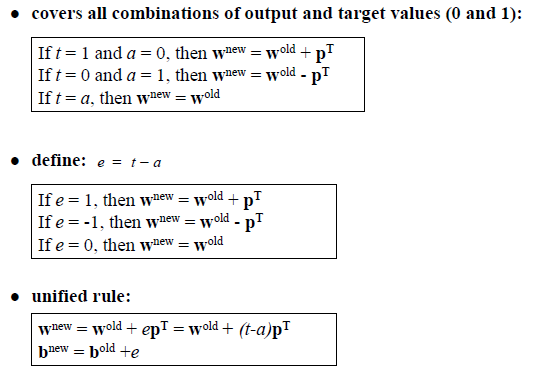 • covers all combinations of output and target values (0 and 1):
If t = 1 and a = 0, then wⁿᵉʷ = wᵒˡᵈ + pᵀ
If t = 0 and a = 1, then wⁿᵉʷ = wᵒˡᵈ - pᵀ
If t = a, then wⁿᵉʷ = wᵒˡᵈ
• define: e = t – a
If e = 1, then wⁿᵉʷ = wᵒˡᵈ + pᵀ
If e = -1, then wⁿᵉʷ = wᵒˡᵈ - pᵀ
If e = 0, then wⁿᵉʷ = wᵒˡᵈ
• unified rule:
wⁿᵉʷ = wᵒˡᵈ + epᵀ = wᵒˡᵈ + (t-a)pᵀ
bⁿᵉʷ = bᵒˡᵈ +e